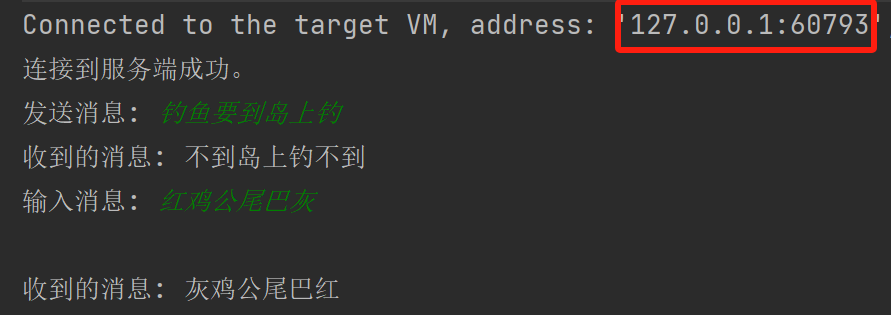 Connected to the target VM, address: '127.0.0.1:60793',
连接到服务端成功。
发送消息: 钓鱼要到岛上钓
收到的消息: 不到岛上钓不到
输入消息: 红鸡公尾巴灰
收到的消息: 灰鸡公尾巴红